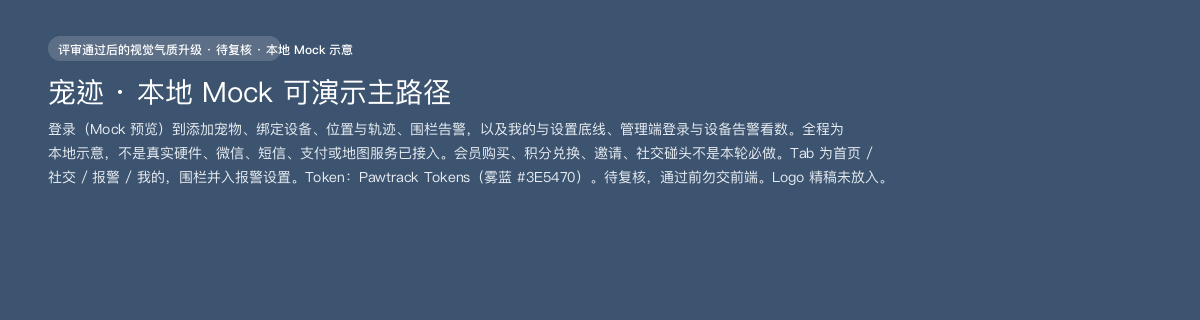 评审通过后的视觉气质升级 · 待复核 · 本地 Mock 示意
宠迹 · 本地 Mock 可演示主路径
登录（Mock 预览）到添加宠物、绑定设备、位置与轨迹、围栏告警，以及我的与设置底线、管理端登录与设备告警看数。全程为
本地示意，不是真实硬件、微信、短信、支付或地图服务已接入。会员购买、积分兑换、邀请、社交碰头不是本轮必做。Tab 为首页 /
社交 / 报警 / 我的，围栏并入报警设置。Token：Pawtrack Tokens（雾蓝 #3E5470）。待复核，通过前勿交前端。Logo 精稿未放入。